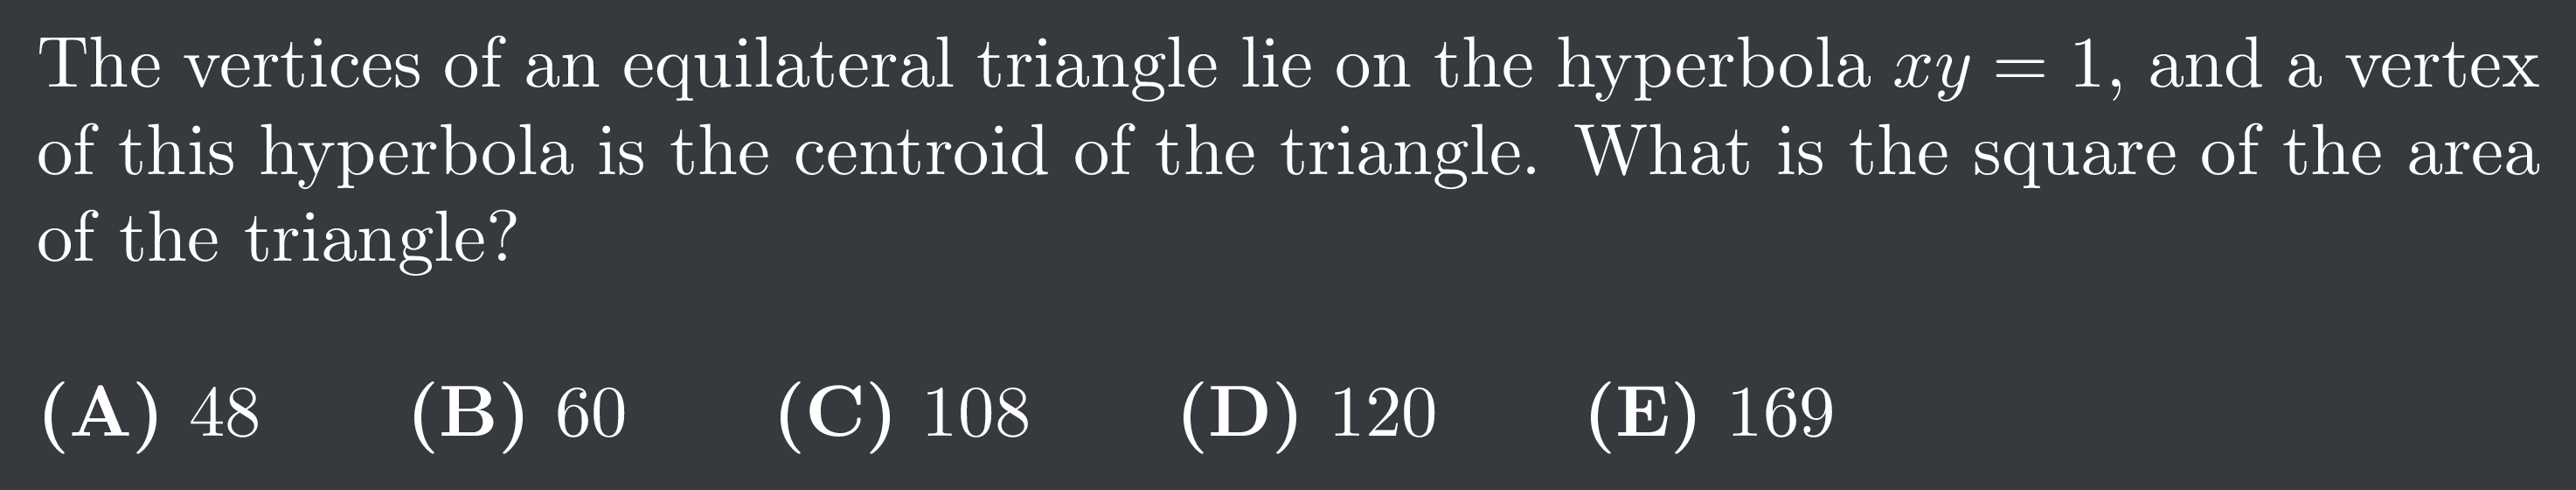 The vertices of an equilateral triangle lie on the hyperbola xy = 1, and a vertex
of this hyperbola is the centroid of the triangle. What is the square of the area
of the triangle?
(A) 48 (B) 60 (C) 108 (D) 120 (E) 169